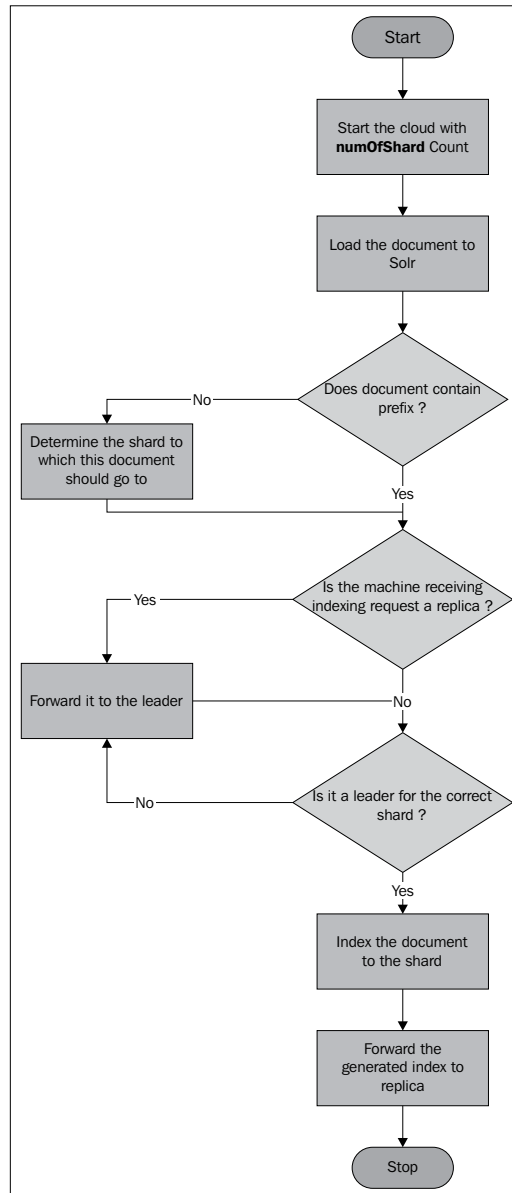 Start
Start the cloud with
numOfShard Count
Load the document to
Solr
Does document contain
prefix ?
No
Determine the shard to
which this document
should go to
Yes
Is the machine receiving
indexing request a replica ?
Yes
Forward it to the leader
No
Is it a leader for the correct
shard ?
No
Yes
Index the document
to the shard
Forward the
generated index to
replica
Stop